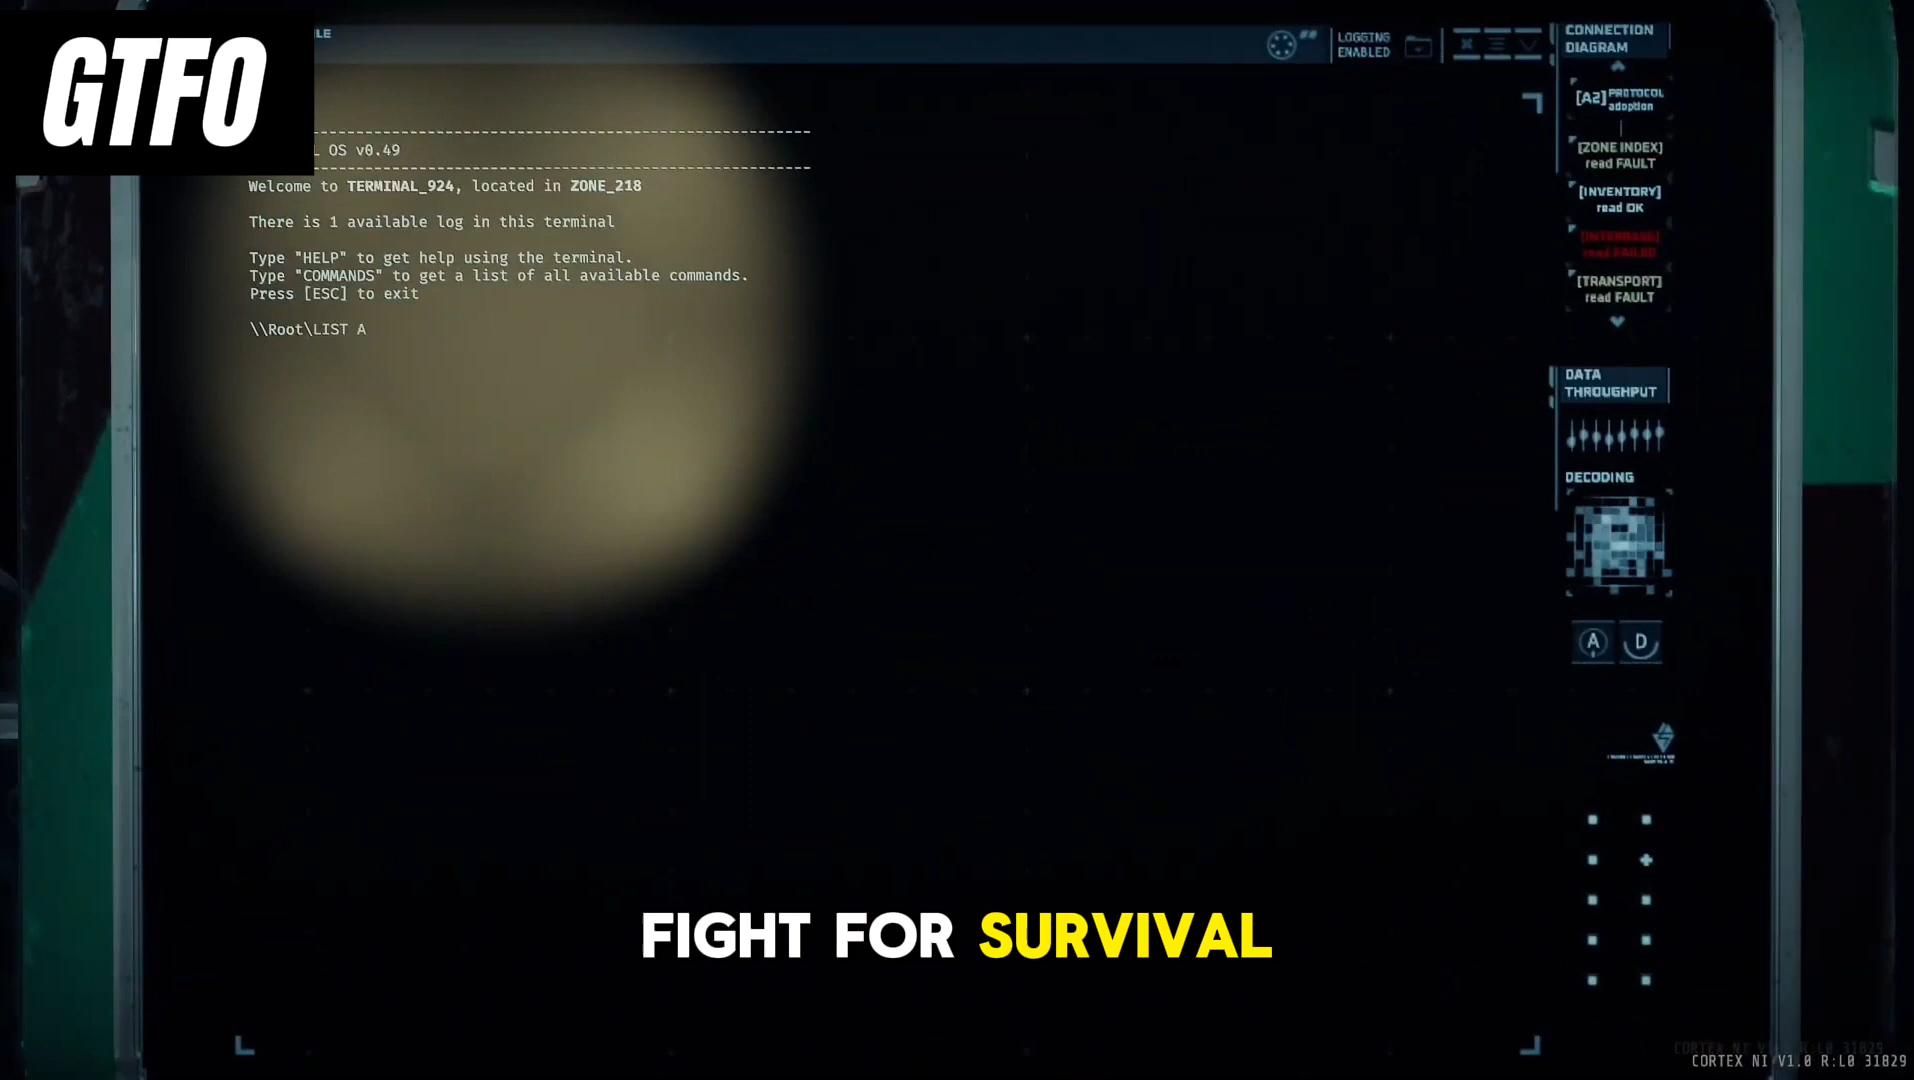 GTFO
LE
L OS v0.49
Welcome to TERMINAL_924, located in ZONE_218
There is 1 available log in this terminal
Type "HELP" to get help using the terminal.
Type "COMMANDS" to get a list of all available commands.
Press [ESC] to exit
\\Root\LIST A
LOGGING
ENABLED
CONNECTION
DIAGRAM
[A2] PROTOCOL
adoption
[ZONE INDEX]
read FAULT
[INVENTORY]
read OK
[TRANSPORT]
read FAULT
DATA
THROUGHPUT
DECODING
A D
FIGHT FOR SURVIVAL
CORTEX NI V1.0 R:L0 31829